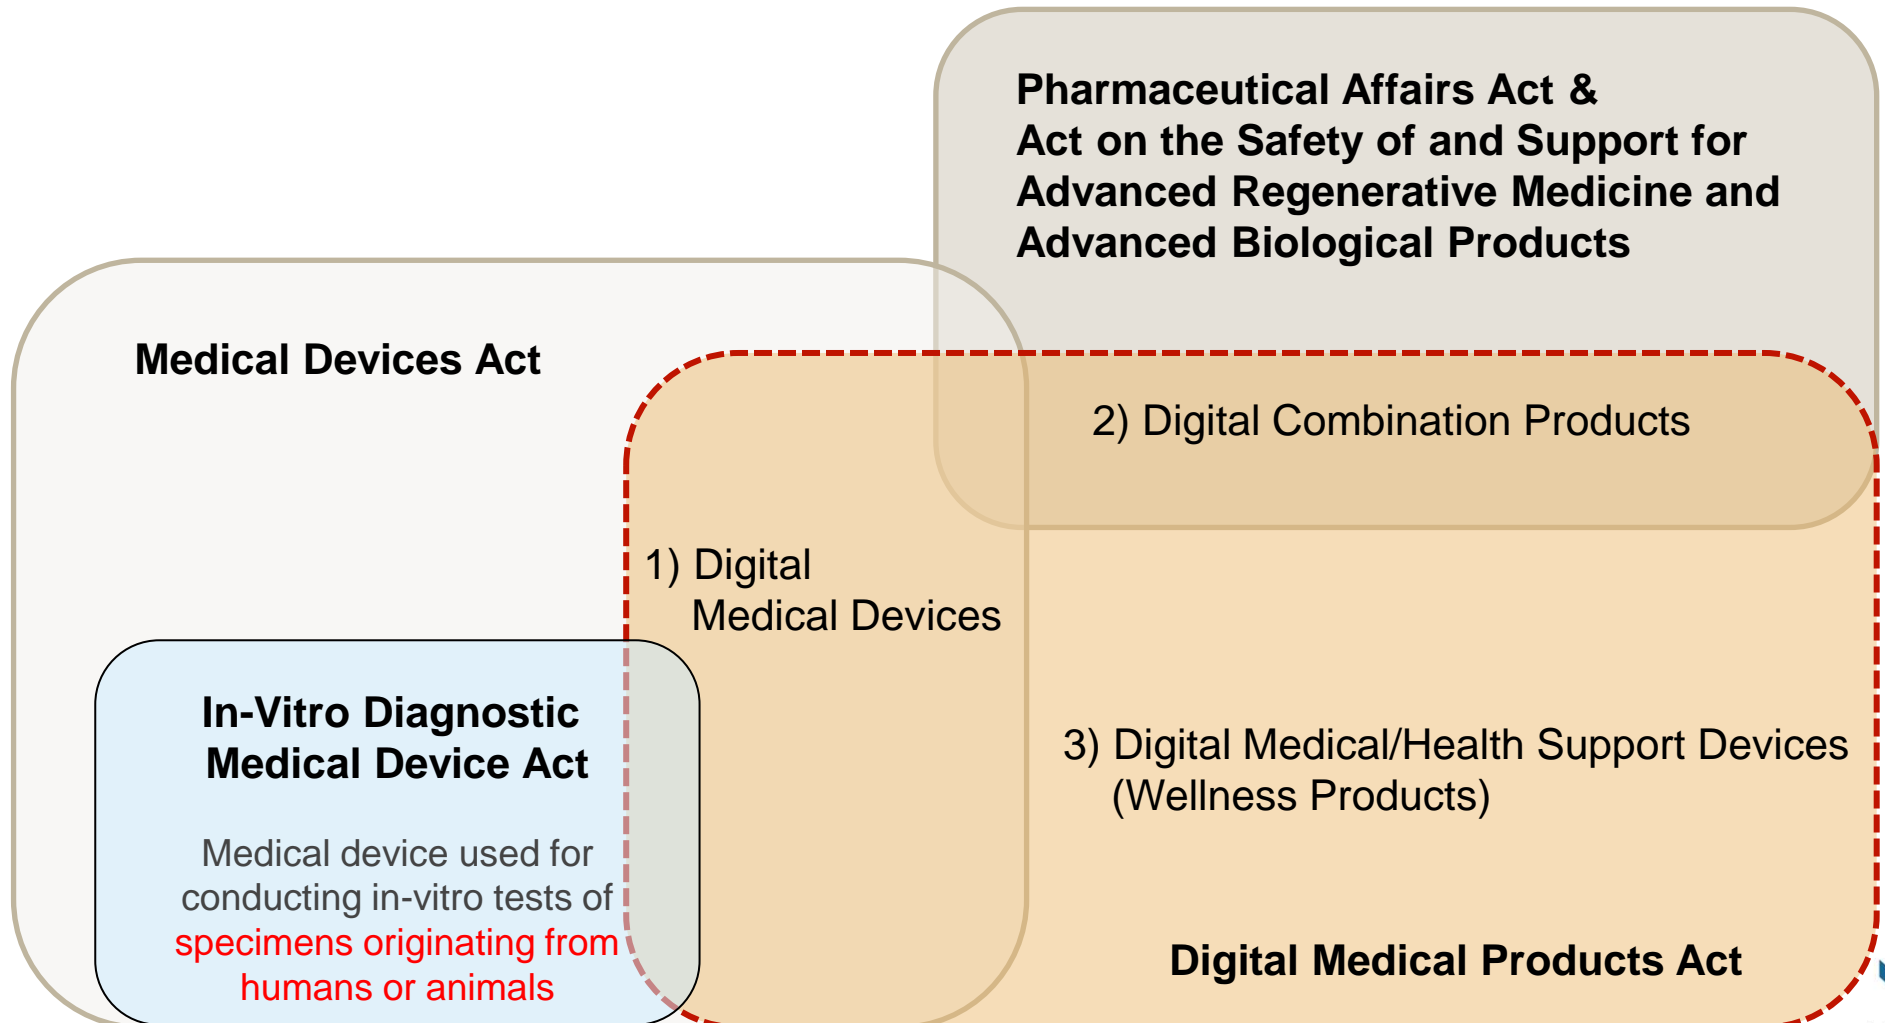 Pharmaceutical Affairs Act &
Act on the Safety of and Support for
Advanced Regenerative Medicine and
Advanced Biological Products
Medical Devices Act
2) Digital Combination Products
1) Digital
Medical Devices
In-Vitro Diagnostic
Medical Device Act
Medical device used for
conducting in-vitro tests of
specimens originating from
humans or animals
3) Digital Medical/Health Support Devices
(Wellness Products)
Digital Medical Products Act